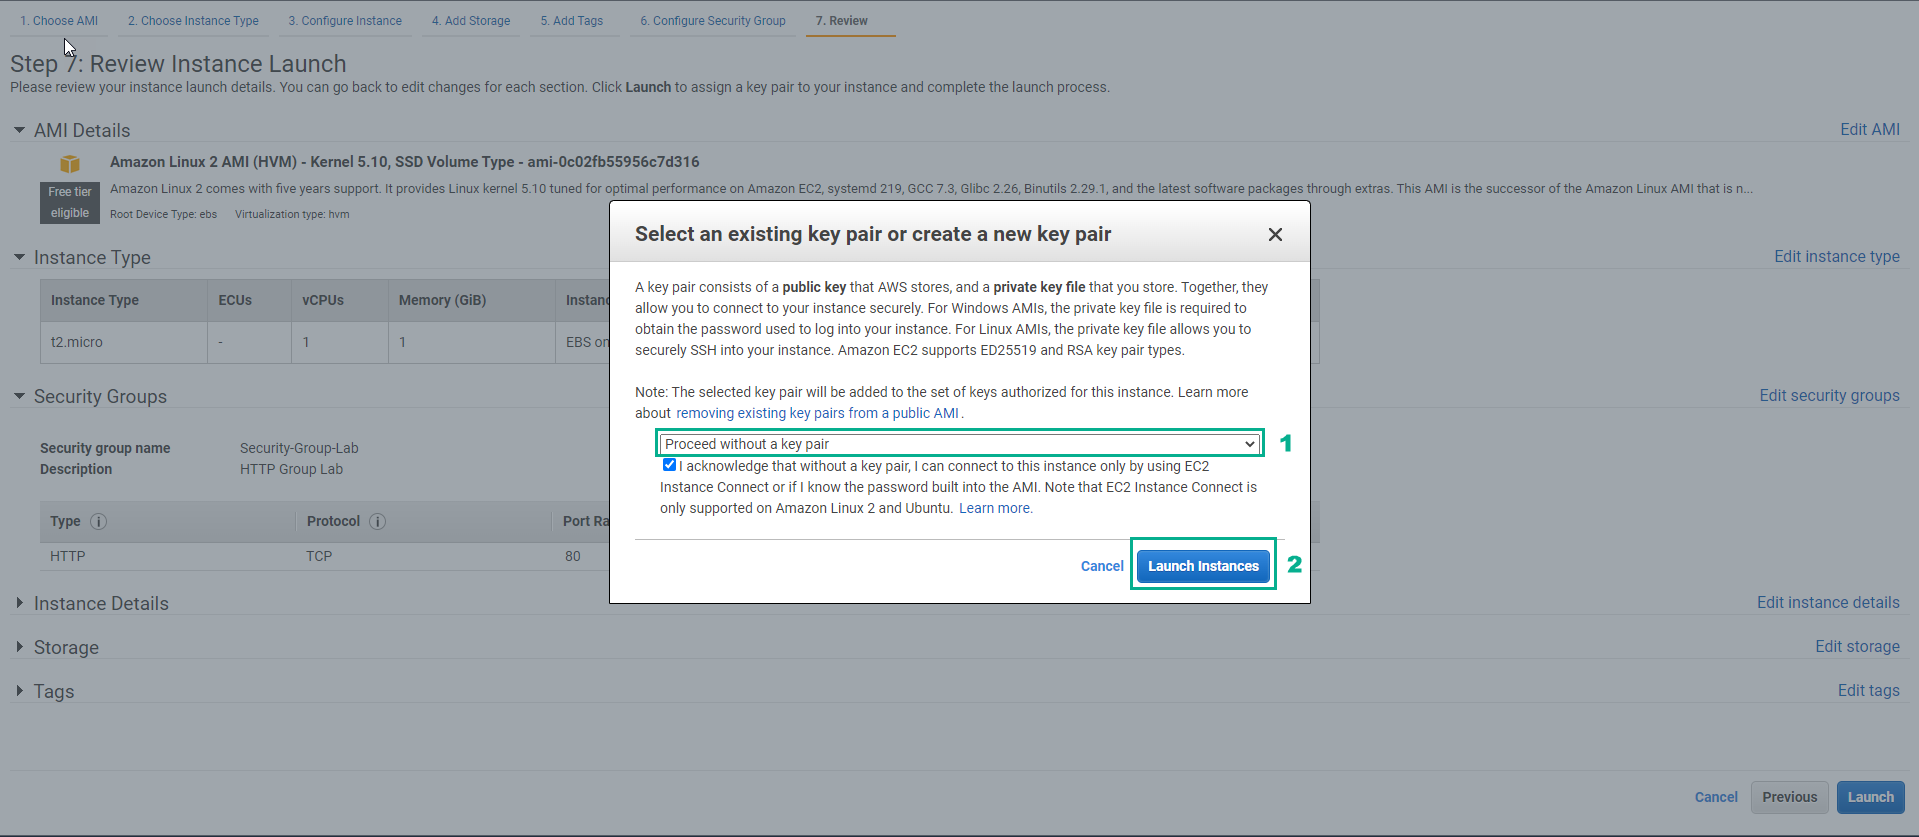 1. Choose AMI 2. Choose Instance Type 3. Configure Instance 4. Add Storage 5. Add Tags 6. Configure Security Group 7. Review
Step 7: Review Instance Launch
Please review your instance launch details. You can go back to edit changes for each section. Click Launch to assign a key pair to your instance and complete the launch process.
AMI Details Edit AMI
Amazon Linux 2 AMI (HVM) - Kernel 5.10, SSD Volume Type - ami-0c02fb55956c7d316
Free tier eligible
Amazon Linux 2 comes with five years support. It provides Linux kernel 5.10 tuned for optimal performance on Amazon EC2, systemd 219, GCC 7.3, Glibc 2.26, Binutils 2.29.1, and the latest software packages through extras. This AMI is the successor of the Amazon Linux AMI that is n...
Root Device Type: ebs Virtualization type: hvm
Instance Type Edit instance type
Instance Type ECUs vCPUs Memory (GiB) Instanc
t2.micro - 1 1 EBS on
Security Groups Edit security groups
Security group name Security-Group-Lab
Description HTTP Group Lab
Type Protocol Port Ra
HTTP TCP 80
Instance Details Edit instance details
Storage Edit storage
Tags Edit tags
Cancel Previous Launch
Select an existing key pair or create a new key pair
A key pair consists of a public key that AWS stores, and a private key file that you store. Together, they
allow you to connect to your instance securely. For Windows AMIs, the private key file is required to
obtain the password used to log into your instance. For Linux AMIs, the private key file allows you to
securely SSH into your instance. Amazon EC2 supports ED25519 and RSA key pair types.
Note: The selected key pair will be added to the set of keys authorized for this instance. Learn more
about removing existing key pairs from a public AMI .
Proceed without a key pair 1
I acknowledge that without a key pair, I can connect to this instance only by using EC2
Instance Connect or if I know the password built into the AMI. Note that EC2 Instance Connect is
only supported on Amazon Linux 2 and Ubuntu. Learn more.
Cancel Launch Instances 2